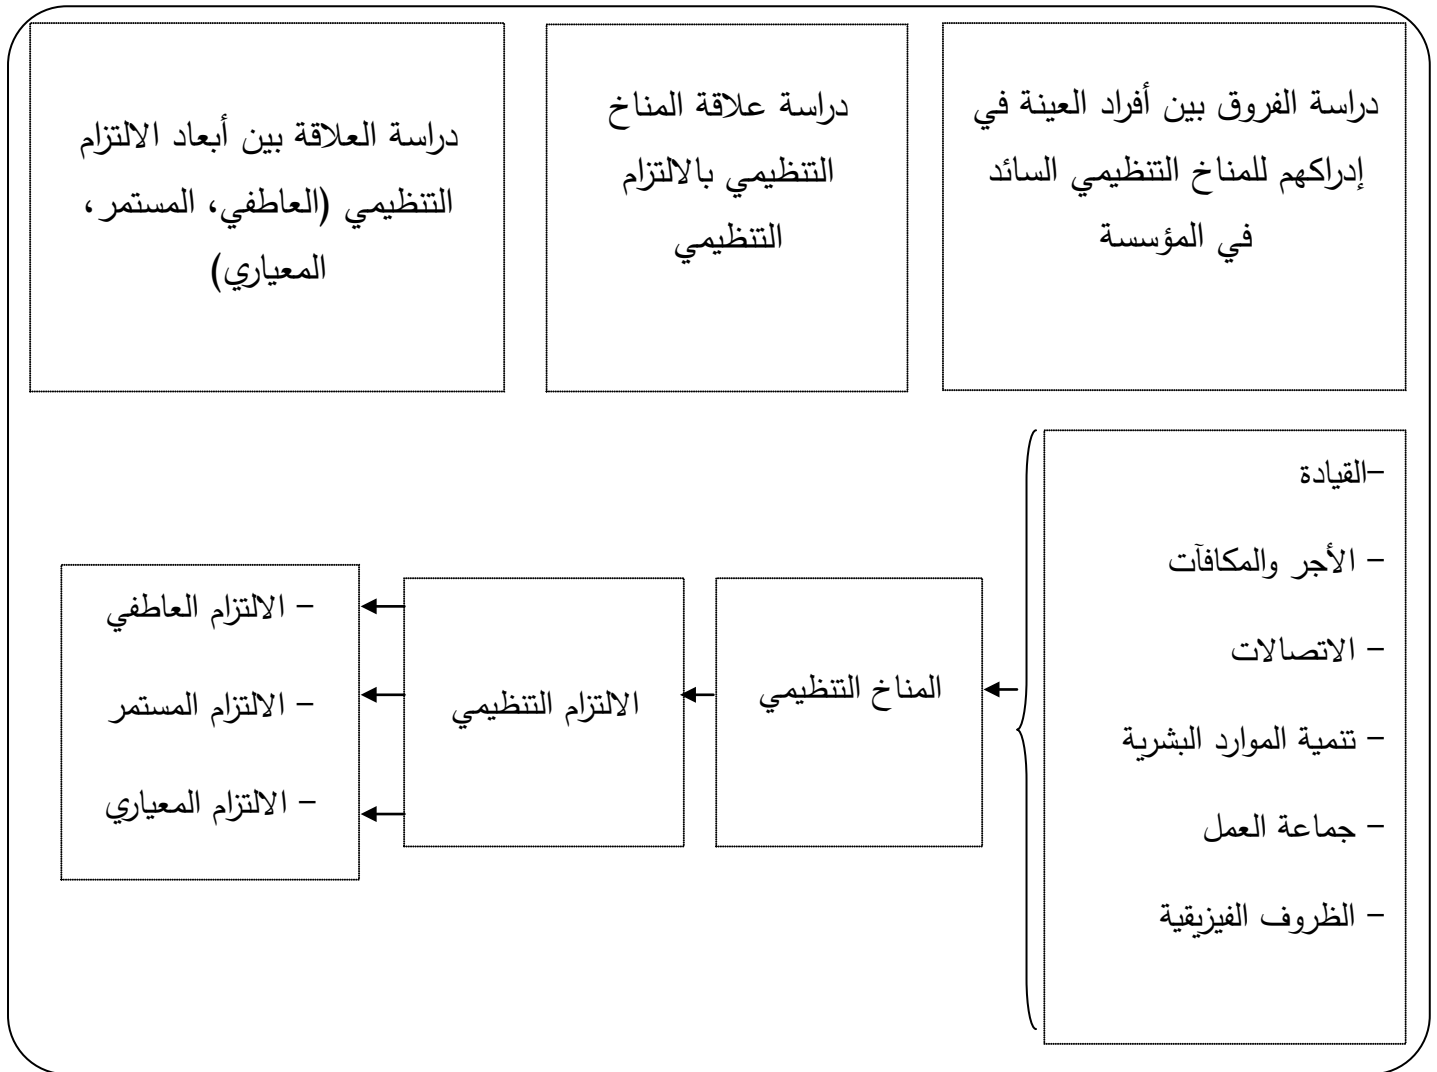 دراسة الفروق بين أفراد العينة في
إدراكهم للمناخ التنظيمي السائد
في المؤسسة
دراسة علاقة المناخ
التنظيمي بالالتزام
التنظيمي
دراسة العلاقة بين أبعاد الالتزام
التنظيمي (العاطفي، المستمر،
المعياري)
-القيادة
- الأجر والمكافآت
- الاتصالات
- تنمية الموارد البشرية
- جماعة العمل
- الظروف الفيزيقية
المناخ التنظيمي
الالتزام التنظيمي
- الالتزام العاطفي
- الالتزام المستمر
- الالتزام المعياري